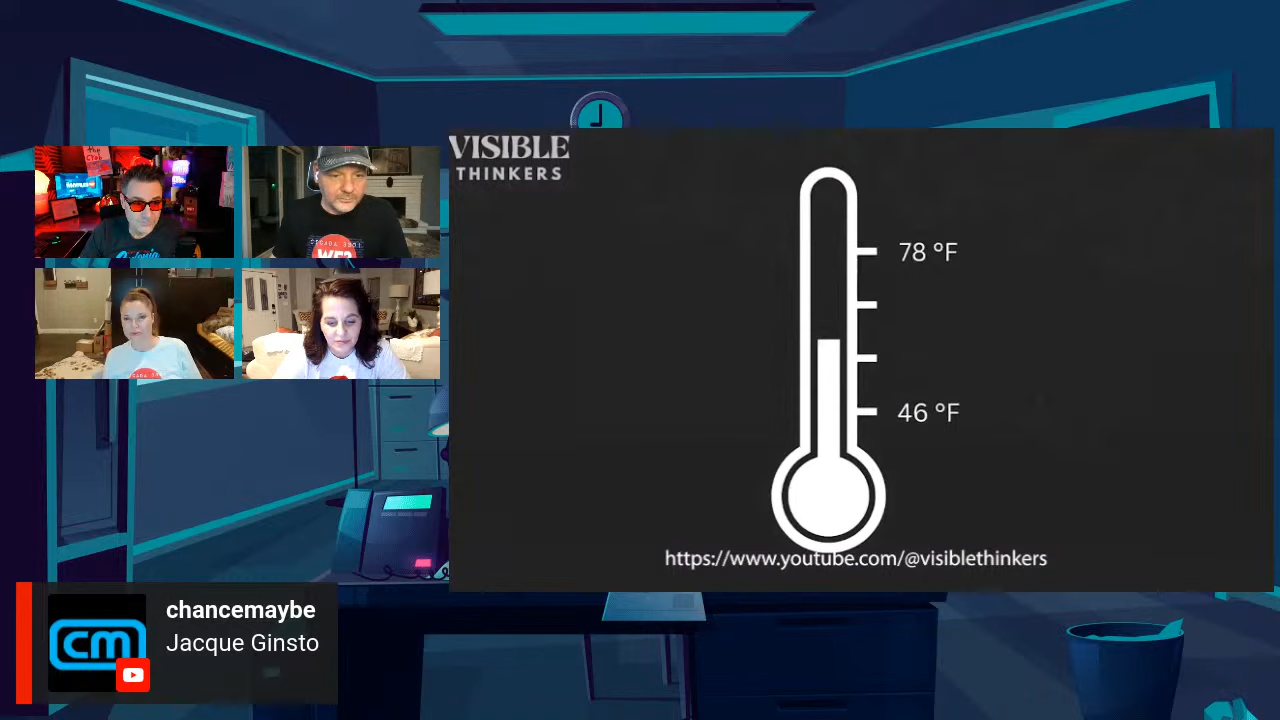 VISIBLE
THINKERS
78 °F
46 °F
https://www.youtube.com/@visiblethinkers
cm
chancemaybe
Jacque Ginsto